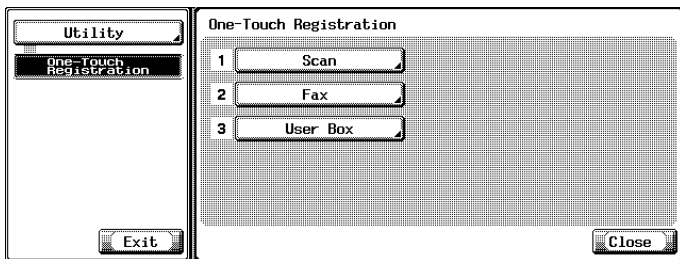 Utility
One-Touch
Registration
Exit
One-Touch Registration
1 Scan
2 Fax
3 User Box
Close